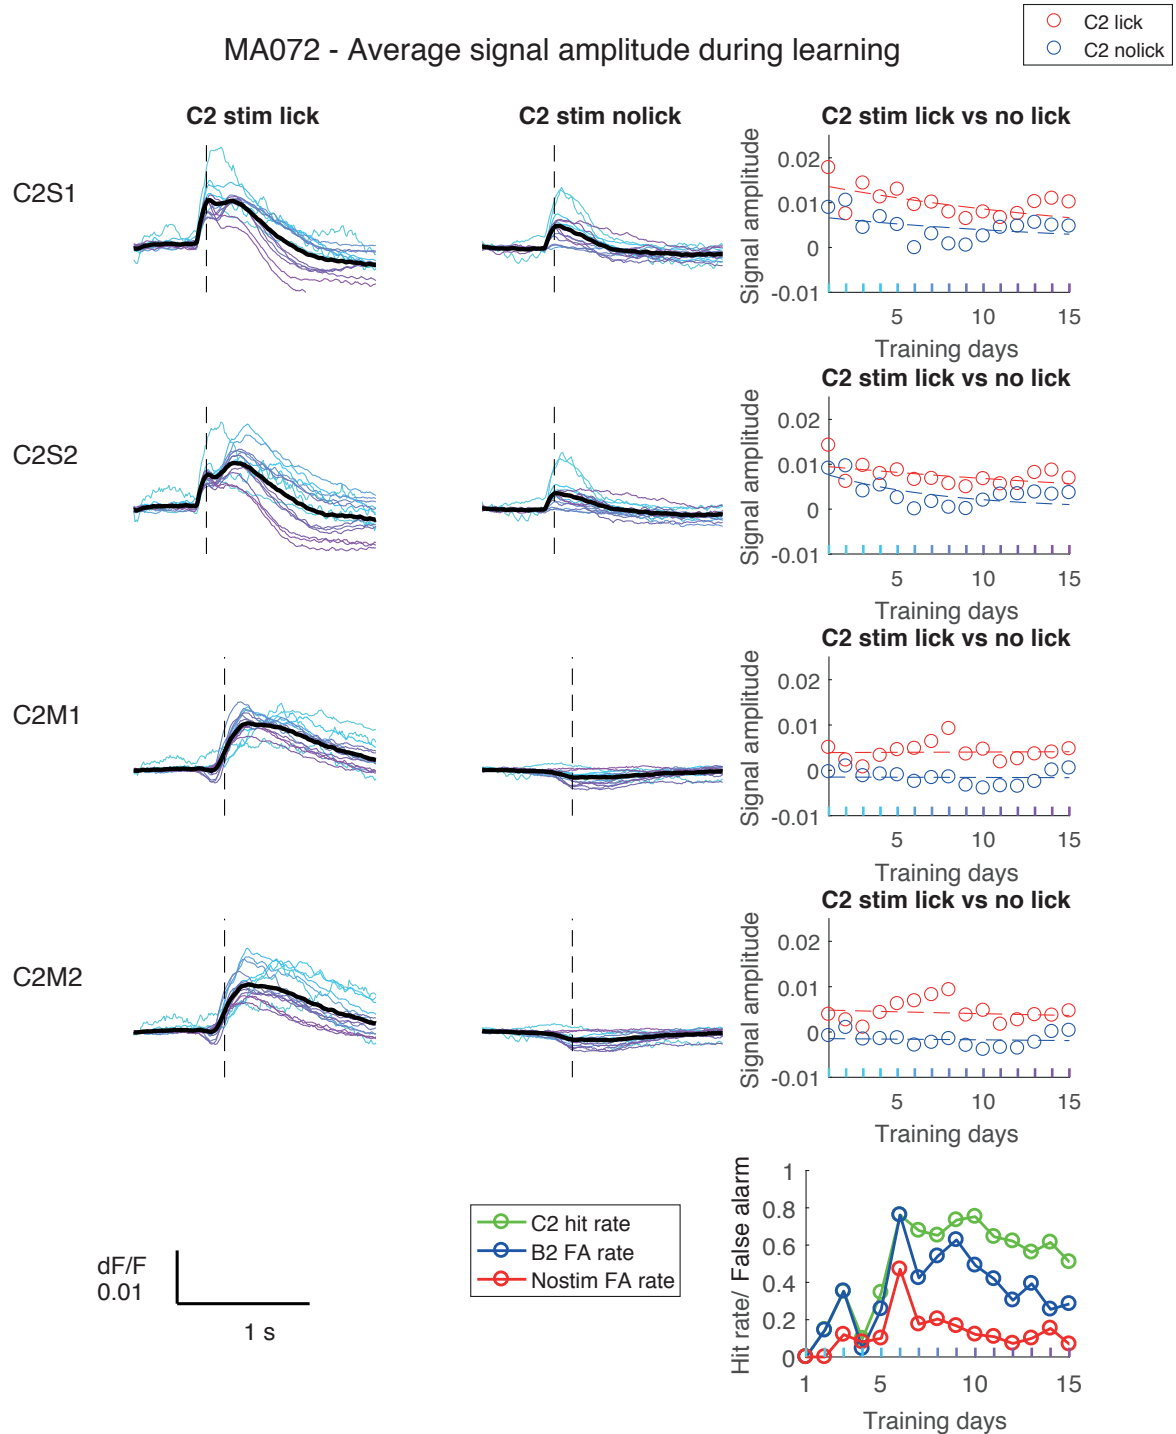 MA072 - Average signal amplitude during learning
C2 lick
C2 nolick
C2 stim lick
C2 stim nolick
C2 stim lick vs no lick
C2S1
Signal amplitude
0.02
0.01
0
-0.01
5
10
15
Training days
C2 stim lick vs no lick
C2S2
Signal amplitude
0.02
0.01
0
-0.01
5
10
15
Training days
C2 stim lick vs no lick
C2M1
Signal amplitude
0.02
0.01
0
-0.01
5
10
15
Training days
C2 stim lick vs no lick
C2M2
Signal amplitude
0.02
0.01
0
-0.01
5
10
15
Training days
dF/F
0.01
1 s
C2 hit rate
B2 FA rate
Nostim FA rate
Hit rate/ False alarm
1
0.8
0.6
0.4
0.2
0
1
5
10
15
Training days